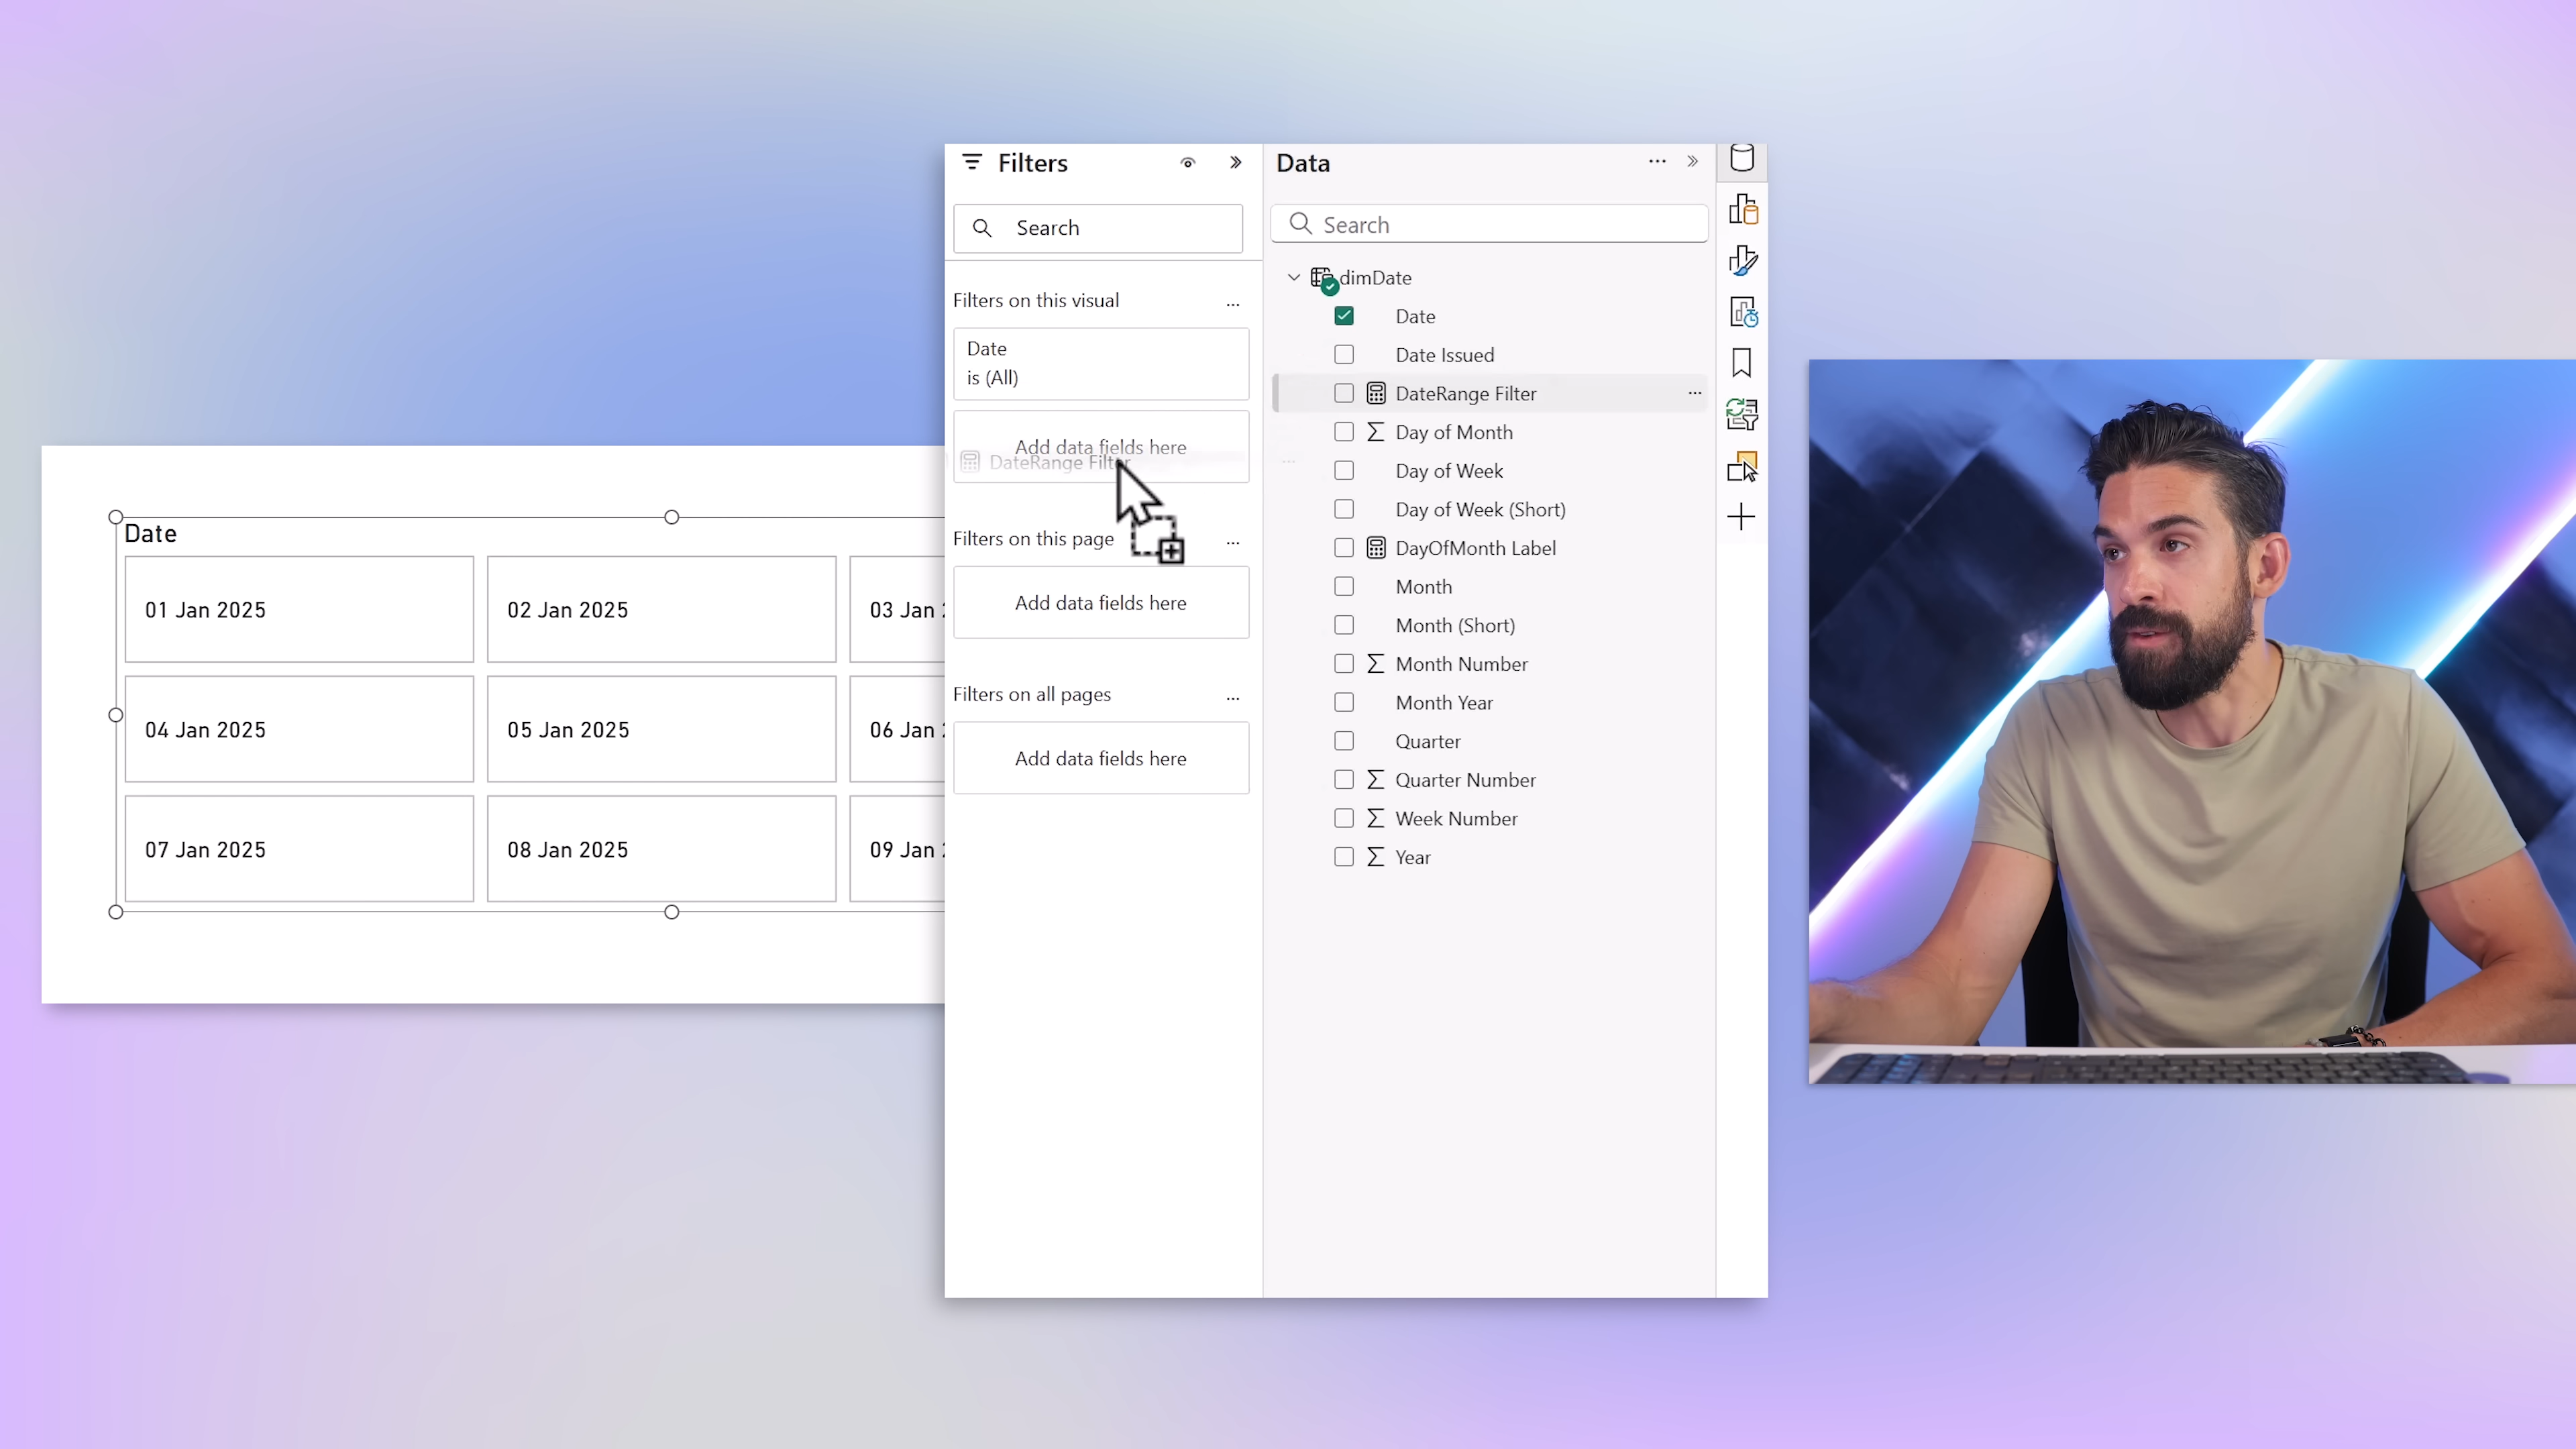 Date
01 Jan 2025
02 Jan 2025
03 Jan
04 Jan 2025
05 Jan 2025
06 Jan
07 Jan 2025
08 Jan 2025
09 Jan
Filters
Search
Filters on this visual
Date
is (All)
Add data fields here
DateRange Filter
Filters on this page
Add data fields here
Filters on all pages
Add data fields here
Data
Search
dimDate
Date
Date Issued
DateRange Filter
Day of Month
Day of Week
Day of Week (Short)
DayOfMonth Label
Month
Month (Short)
Month Number
Month Year
Quarter
Quarter Number
Week Number
Year